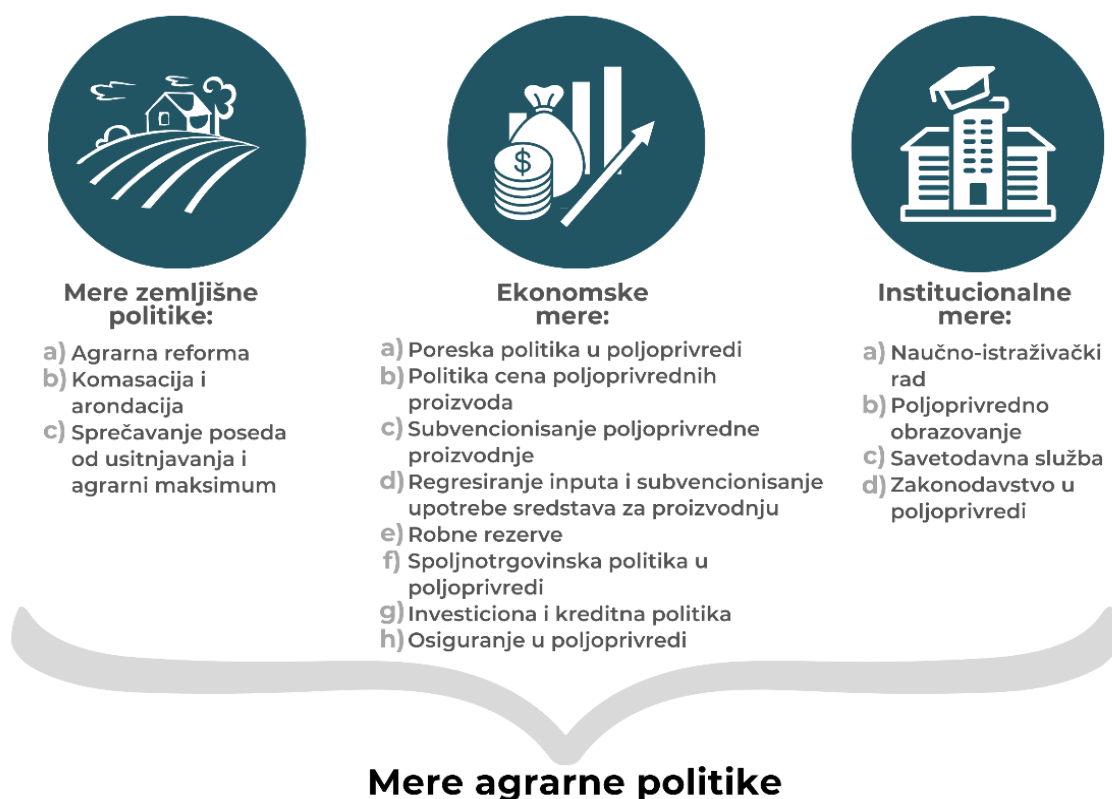 $
Mere zemljišne
politike:
a) Agrarna reforma
b) Komasacija i
arondacija
c) Sprečavanje poseda
od usitnjavanja i
agrarni maksimum
Ekonomske
mere:
a) Poreska politika u poljoprivredi
b) Politika cena poljoprivrednih
proizvoda
c) Subvencionisanje poljoprivredne
proizvodnje
d) Regresiranje inputa i subvencionisanje
upotrebe sredstava za proizvodnju
e) Robne rezerve
f) Spoljnotrgovinska politika u
poljoprivredi
g) Investiciona i kreditna politika
h) Osiguranje u poljoprivredi
Institucionalne
mere:
a) Naučno-istraživački
rad
b) Poljoprivredno
obrazovanje
c) Savetodavna služba
d) Zakonodavstvo u
poljoprivredi
Mere agrarne politike